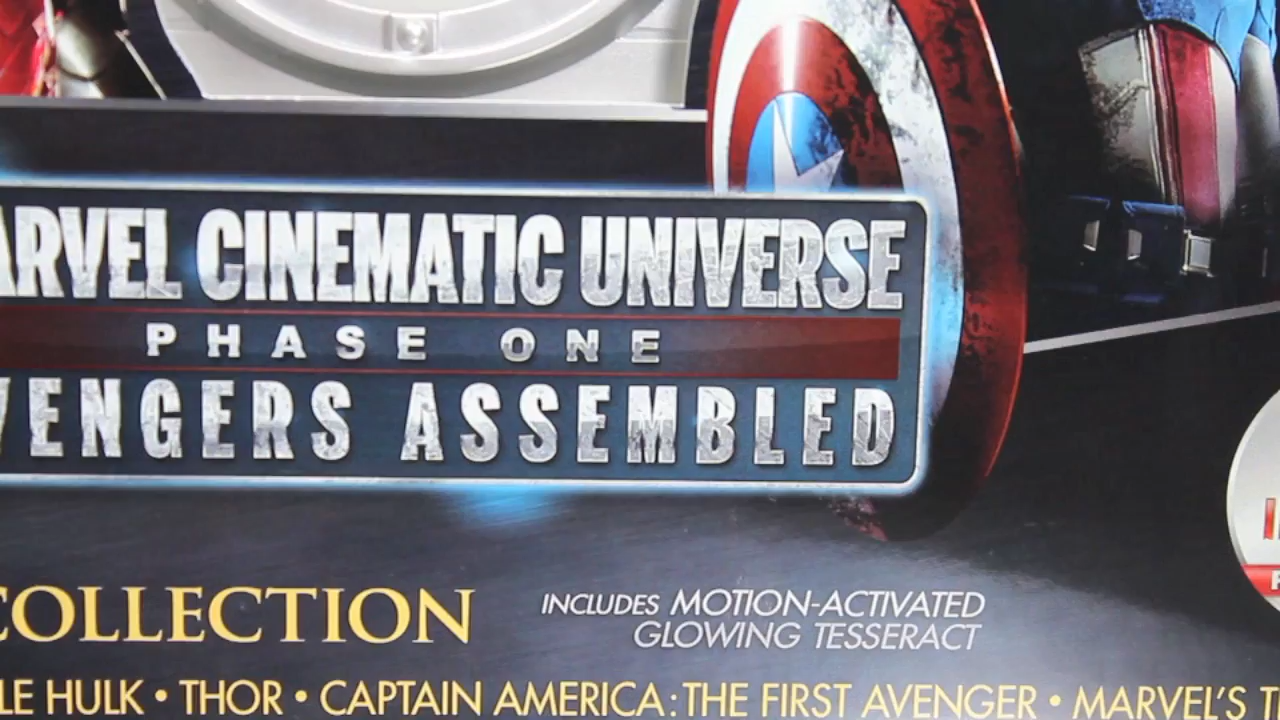 ARVEL CINEMATIC UNIVERSE
PHASE ONE
VENGERS ASSEMBLED
COLLECTION
INCLUDES MOTION-ACTIVATED
GLOWING TESSERACT
LE HULK • THOR • CAPTAIN AMERICA: THE FIRST AVENGER • MARVEL'S T